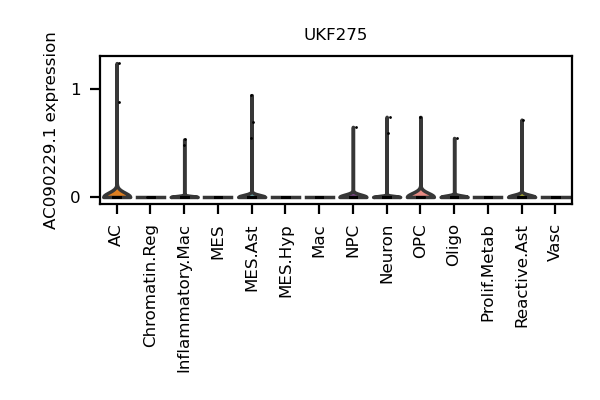 UKF275
AC090229.1 expression
1
0
AC
Chromatin.Reg
Inflammatory.Mac
MES
MES.Ast
MES.Hyp
Mac
NPC
Neuron
OPC
Oligo
Prolif.Metab
Reactive.Ast
Vasc